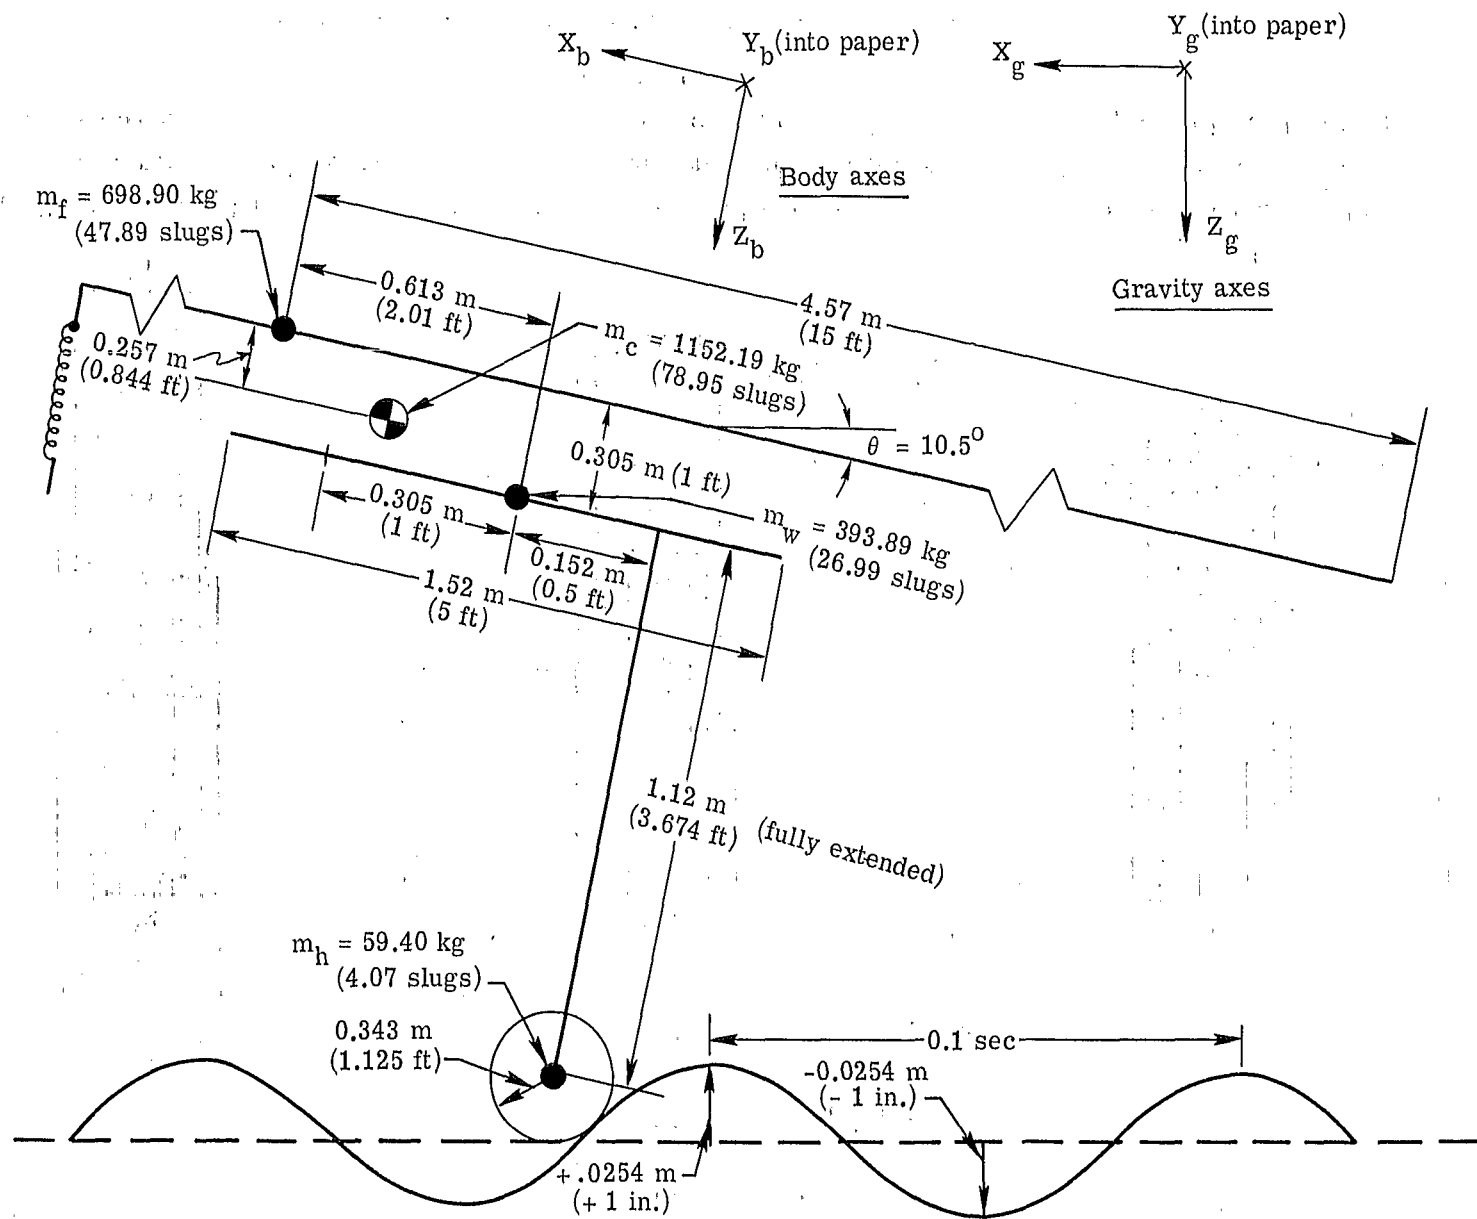 X_b
Y_b (into paper)
Z_b
Body axes
X_g
Y_g (into paper)
Z_g
Gravity axes
m_f = 698.90 kg
(47.89 slugs)
0.613 m
(2.01 ft)
4.57 m
(15 ft)
0.257 m
(0.844 ft)
m_c = 1152.19 kg
(78.95 slugs)
θ = 10.5°
0.305 m (1 ft)
0.305 m
(1 ft)
m_w = 393.89 kg
(26.99 slugs)
0.152 m
(0.5 ft)
1.52 m
(5 ft)
1.12 m
(3.674 ft)
(fully extended)
m_h = 59.40 kg
(4.07 slugs)
0.343 m
(1.125 ft)
0.1 sec
-0.0254 m
(- 1 in.)
+.0254 m
(+ 1 in.)